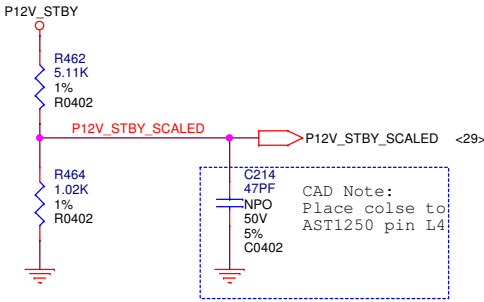 P12V_STBY
R462
5.11K
1%
R0402
P12V_STBY_SCALED
P12V_STBY_SCALED <29>
R464
1.02K
1%
R0402
C214
47PF
NPO
50V
5%
C0402
CAD Note:
Place colse to
AST1250 pin L4